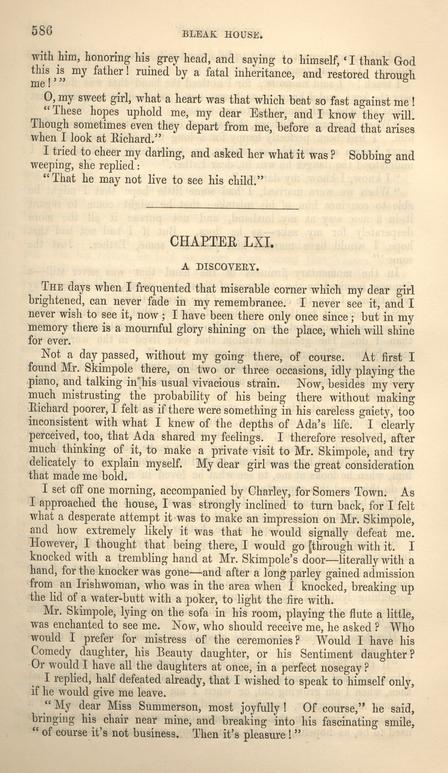 586
BLEAK HOUSE.
with him, honoring his grey head, and saying to himself, ‘I thank God
this is my father! ruined by a fatal inheritance, and restored through
me!’”
O, my sweet girl, what a heart was that which beat so fast against me!
“These hopes uphold me, my dear Esther, and I know they will.
Though sometimes even they depart from me, before a dread that arises
when I look at Richard.”
I tried to cheer my darling, and asked her what it was? Sobbing and
weeping, she replied:
“That he may not live to see his child.”
CHAPTER LXI.
A DISCOVERY.
THE days when I frequented that miserable corner which my dear girl
brightened, can never fade in my remembrance. I never see it, and I
never wish to see it, now; I have been there only once since; but in my
memory there is a mournful glory shining on the place, which will shine
for ever.
Not a day passed, without my going there, of course. At first I
found Mr. Skimpole there, on two or three occasions, idly playing the
piano, and talking in his usual vivacious strain. Now, besides my very
much mistrusting the probability of his being there without making
Richard poorer, I felt as if there were something in his careless gaiety, too
inconsistent with what I knew of the depths of Ada’s life. I clearly
perceived, too, that Ada shared my feelings. I therefore resolved, after
much thinking of it, to make a private visit to Mr. Skimpole, and try
delicately to explain myself. My dear girl was the great consideration
that made me bold.
I set off one morning, accompanied by Charley, for Somers Town. As
I approached the house, I was strongly inclined to turn back, for I felt
what a desperate attempt it was to make an impression on Mr. Skimpole,
and how extremely likely it was that he would signally defeat me.
However, I thought that being there, I would go [through with it. I
knocked with a trembling hand at Mr. Skimpole’s door—literally with a
hand, for the knocker was gone—and after a long parley gained admission
from an Irishwoman, who was in the area when I knocked, breaking up
the lid of a water-butt with a poker, to light the fire with.
Mr. Skimpole, lying on the sofa in his room, playing the flute a little,
was enchanted to see me. Now, who should receive me, he asked? Who
would I prefer for mistress of the ceremonies? Would I have his
Comedy daughter, his Beauty daughter, or his Sentiment daughter?
Or would I have all the daughters at once, in a perfect nosegay?
I replied, half defeated already, that I wished to speak to himself only,
if he would give me leave.
“My dear Miss Summerson, most joyfully! Of course,” he said,
bringing his chair near mine, and breaking into his fascinating smile,
“of course it’s not business. Then it’s pleasure!”